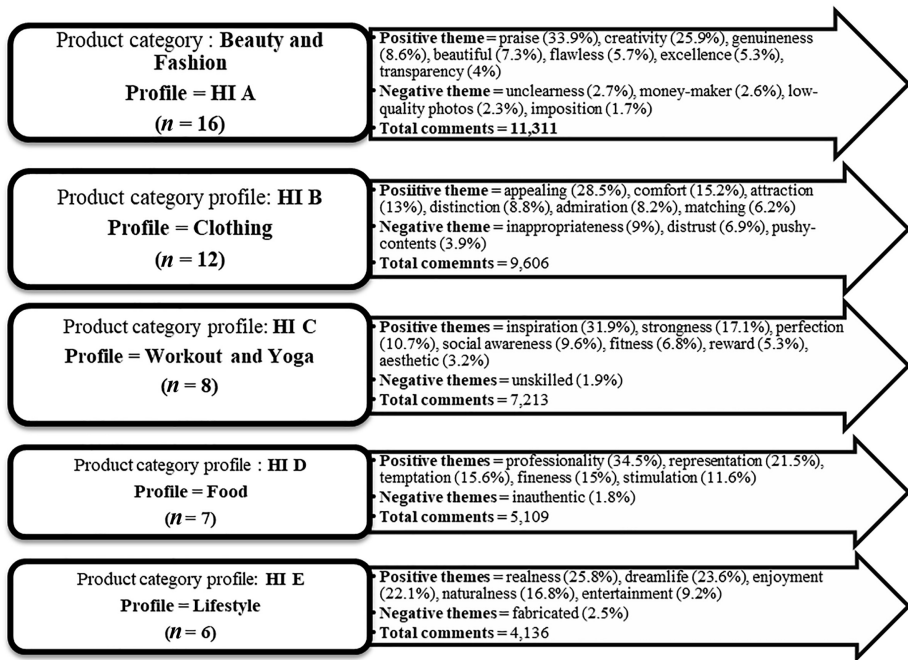 Product category : Beauty and
Fashion
Profile = HI A
(n = 16)
• Positive theme = praise (33.9%), creativity (25.9%), genuineness
(8.6%), beautiful (7.3%), flawless (5.7%), excellence (5.3%),
transparency (4%)
• Negative theme = unclearness (2.7%), money-maker (2.6%), low-
quality photos (2.3%), imposition (1.7%)
• Total comments = 11,311
Product category profile: HI B
Profile = Clothing
(n = 12)
• Posiitive theme = appealing (28.5%), comfort (15.2%), attraction
(13%), distinction (8.8%), admiration (8.2%), matching (6.2%)
• Negative theme = inappropriateness (9%), distrust (6.9%), pushy-
contents (3.9%)
• Total comemnts = 9,606
Product category profile: HI C
Profile = Workout and Yoga
(n = 8)
• Positive themes = inspiration (31.9%), strongness (17.1%), perfection
(10.7%), social awareness (9.6%), fitness (6.8%), reward (5.3%),
aesthetic (3.2%)
• Negative themes = unskilled (1.9%)
• Total comments = 7,213
Product category profile : HI D
Profile = Food
(n = 7)
• Positive themes = professionality (34.5%), representation (21.5%),
temptation (15.6%), fineness (15%), stimulation (11.6%)
• Negative themes = inauthentic (1.8%)
• Total comments = 5,109
Product category profile: HI E
Profile = Lifestyle
(n = 6)
• Positive themes = realness (25.8%), dreamlife (23.6%), enjoyment
(22.1%), naturalness (16.8%), entertainment (9.2%)
• Negative themes = fabricated (2.5%)
• Total comments = 4,136